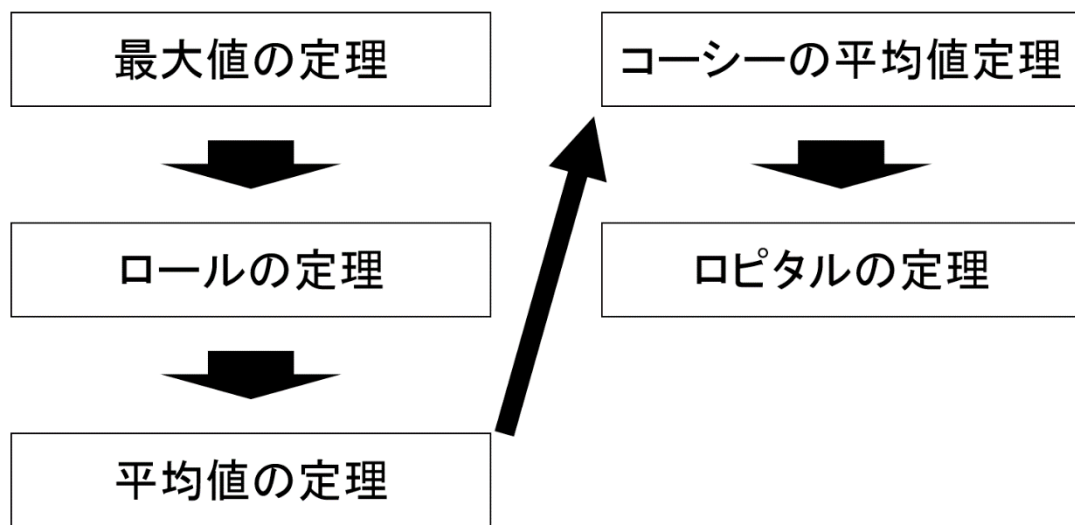 最大値の定理
ロールの定理
平均値の定理
コーシーの平均値定理
ロピタルの定理